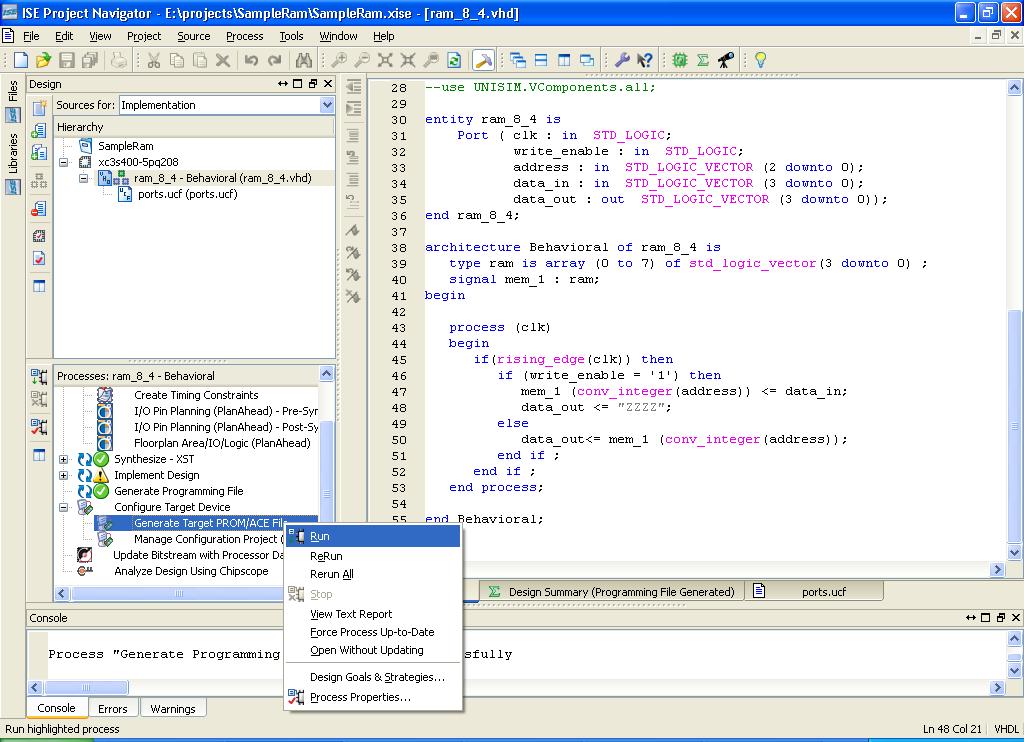 ISE Project Navigator - E:\projects\SampleRam\SampleRam.xise - [ram_8_4.vhd]
File Edit View Project Source Process Tools Window Help
Files
Libraries
Design
Sources for: Implementation
Hierarchy
SampleRam
xc3s400-5pq208
ram_8_4 - Behavioral (ram_8_4.vhd)
ports.ucf (ports.ucf)
Processes: ram_8_4 - Behavioral
Create Timing Constraints
I/O Pin Planning (PlanAhead) - Pre-Syn
I/O Pin Planning (PlanAhead) - Post-Sy
Floorplan Area/IO/Logic (PlanAhead)
Synthesize - XST
Implement Design
Generate Programming File
Configure Target Device
Generate Target PROM/ACE File
Manage Configuration Project (
Update Bitstream with Processor Da
Analyze Design Using Chipscope
28 --use UNISIM.VComponents.all;
29
30 entity ram_8_4 is
31 Port ( clk : in STD_LOGIC;
32 write_enable : in STD_LOGIC;
33 address : in STD_LOGIC_VECTOR (2 downto 0);
34 data_in : in STD_LOGIC_VECTOR (3 downto 0);
35 data_out : out STD_LOGIC_VECTOR (3 downto 0));
36 end ram_8_4;
37
38 architecture Behavioral of ram_8_4 is
39 type ram is array (0 to 7) of std_logic_vector(3 downto 0) ;
40 signal mem_1 : ram;
41 begin
42
43 process (clk)
44 begin
45 if(rising_edge(clk)) then
46 if (write_enable = '1') then
47 mem_1 (conv_integer(address)) <= data_in;
48 data_out <= "ZZZZ";
49 else
50 data_out<= mem_1 (conv_integer(address));
51 end if ;
52 end if ;
53 end process;
54
55 end Behavioral;
Run
ReRun
Rerun All
Stop
View Text Report
Force Process Up-to-Date
Open Without Updating
Design Goals & Strategies...
Process Properties...
Design Summary (Programming File Generated)
ports.ucf
Console
Process "Generate Programming sfully
Console Errors Warnings
Run highlighted process
Ln 48 Col 21 VHDL